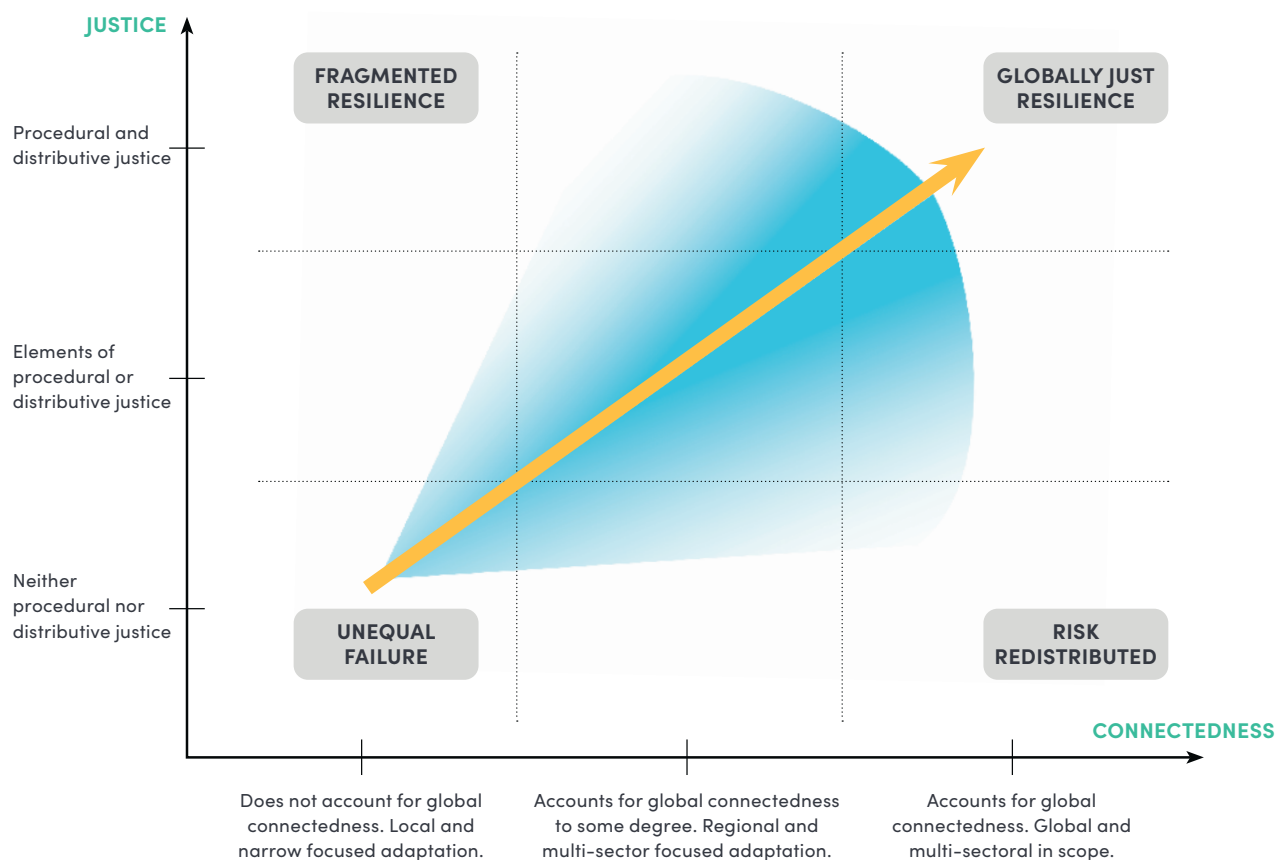 JUSTICE
FRAGMENTED
RESILIENCE
GLOBALLY JUST
RESILIENCE
Procedural and
distributive justice
Elements of
procedural or
distributive justice
Neither
procedural nor
distributive justice
UNEQUAL
FAILURE
RISK
REDISTRIBUTED
CONNECTEDNESS
Does not account for global
connectedness. Local and
narrow focused adaptation.
Accounts for global connectedness
to some degree. Regional and
multi-sector focused adaptation.
Accounts for global
connectedness. Global and
multi-sectoral in scope.